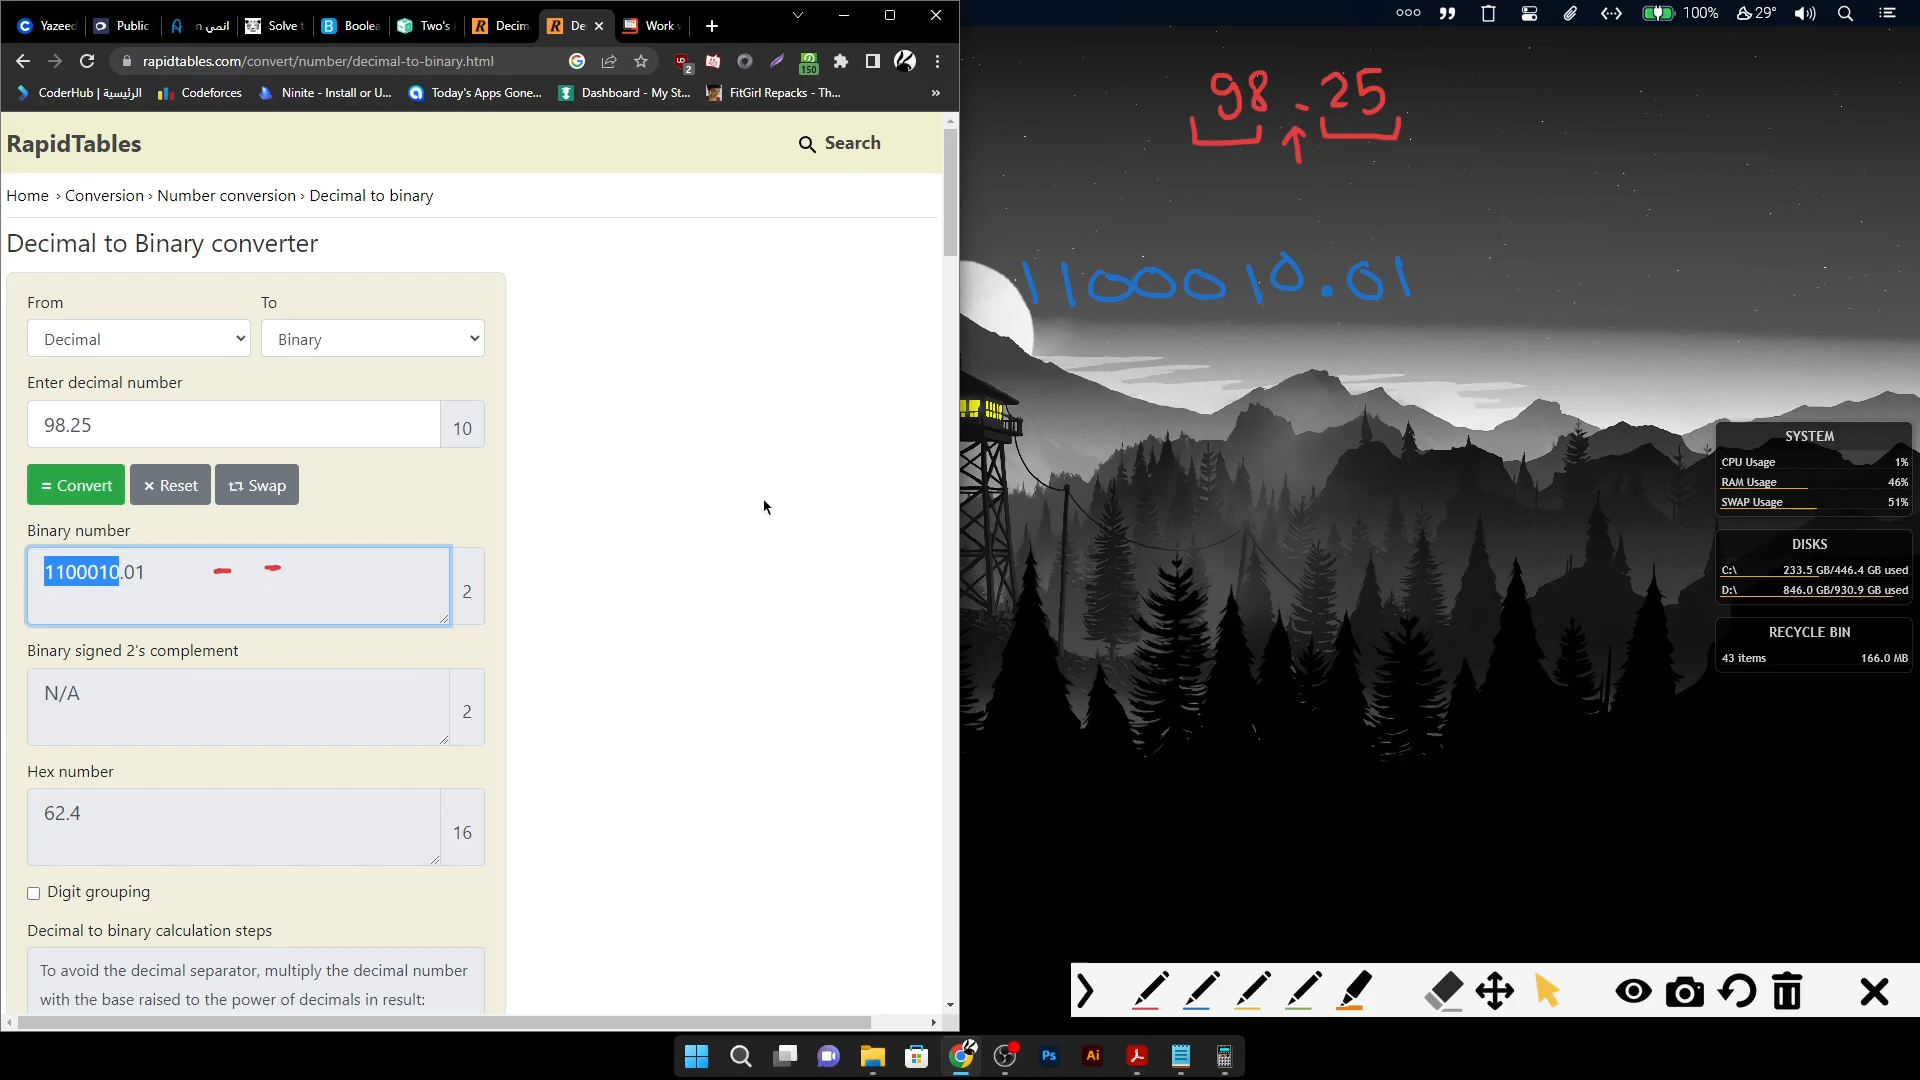 Yazeed
Public
انمي
Solve t
Boolea
Two's
Decim
De
Work
rapidtables.com/convert/number/decimal-to-binary.html
2
150
CoderHub | الرئيسية
Codeforces
Ninite - Install or U...
Today's Apps Gone...
Dashboard - My St...
FitGirl Repacks - Th...
»
100%
29°
98.25
RapidTables
Search
Home › Conversion › Number conversion › Decimal to binary
Decimal to Binary converter
1100010.01
From
To
Decimal
Binary
Enter decimal number
98.25
10
= Convert
× Reset
Swap
Binary number
1100010.01
2
Binary signed 2's complement
N/A
2
Hex number
62.4
16
Digit grouping
Decimal to binary calculation steps
To avoid the decimal separator, multiply the decimal number
with the base raised to the power of decimals in result:
SYSTEM
CPU Usage 1%
RAM Usage 46%
SWAP Usage 51%
DISKS
C:\ 233.5 GB/446.4 GB used
D:\ 846.0 GB/930.9 GB used
RECYCLE BIN
43 items 166.0 MB
Ps
Ai